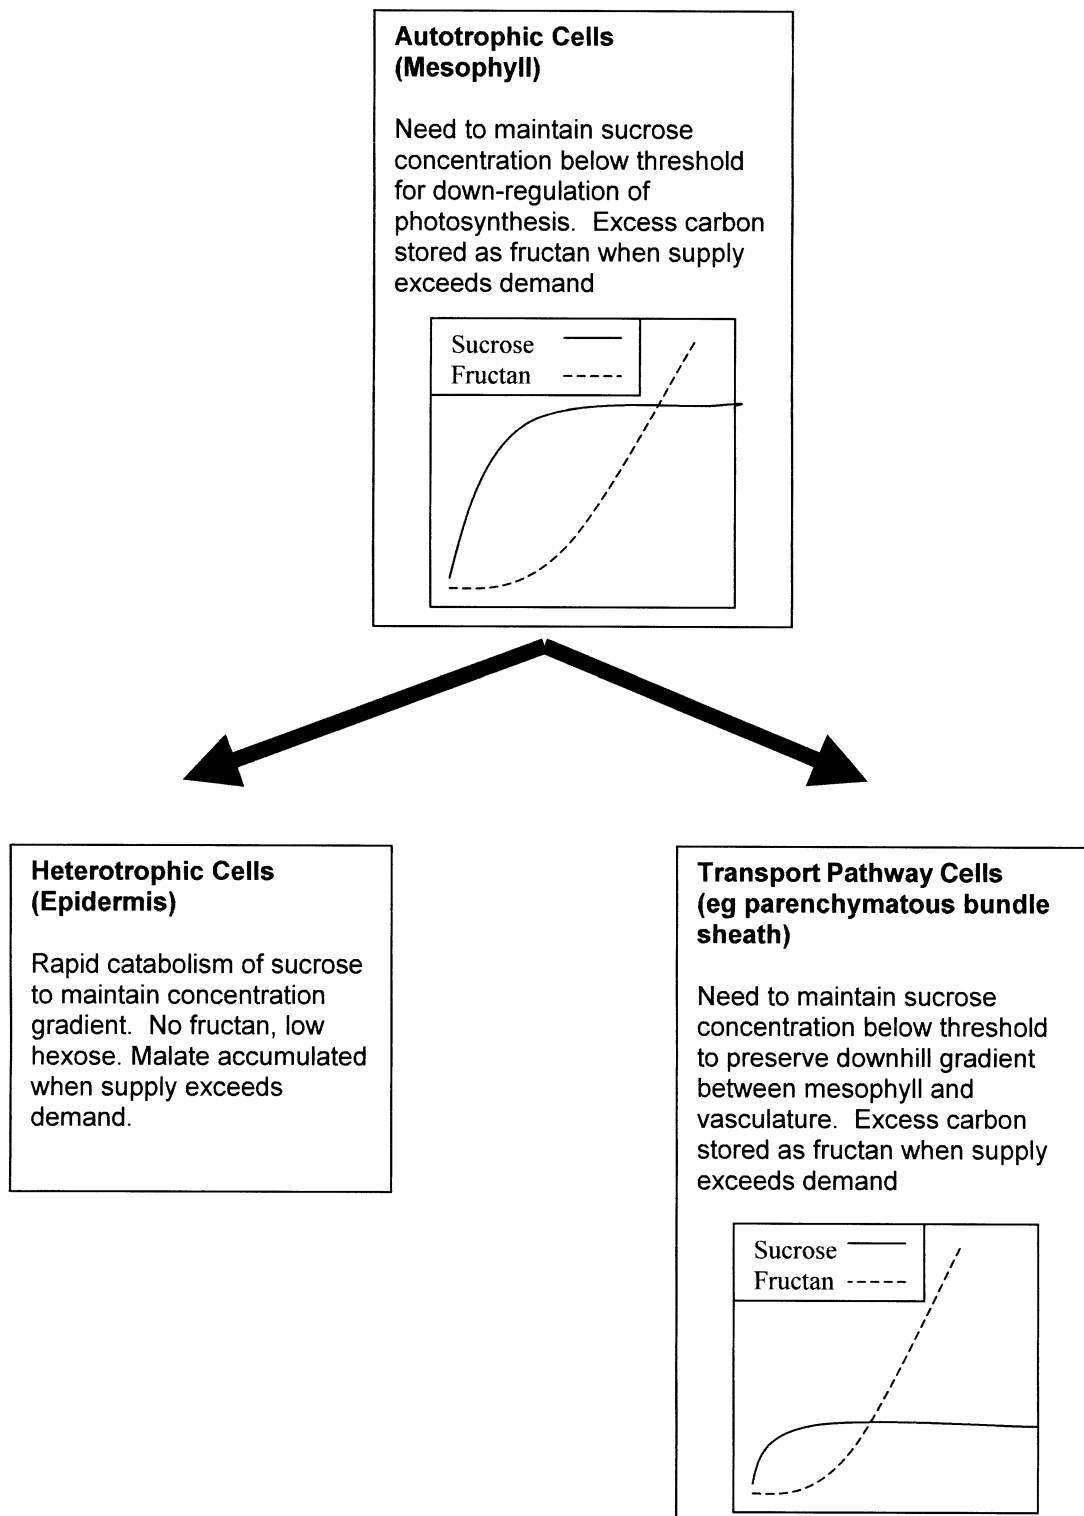 Autotrophic Cells
(Mesophyll)
Need to maintain sucrose
concentration below threshold
for down-regulation of
photosynthesis.  Excess carbon
stored as fructan when supply
exceeds demand
Sucrose
Fructan
Heterotrophic Cells
(Epidermis)
Rapid catabolism of sucrose
to maintain concentration
gradient.  No fructan, low
hexose. Malate accumulated
when supply exceeds
demand.
Transport Pathway Cells
(eg parenchymatous bundle
sheath)
Need to maintain sucrose
concentration below threshold
to preserve downhill gradient
between mesophyll and
vasculature.  Excess carbon
stored as fructan when supply
exceeds demand
Sucrose
Fructan